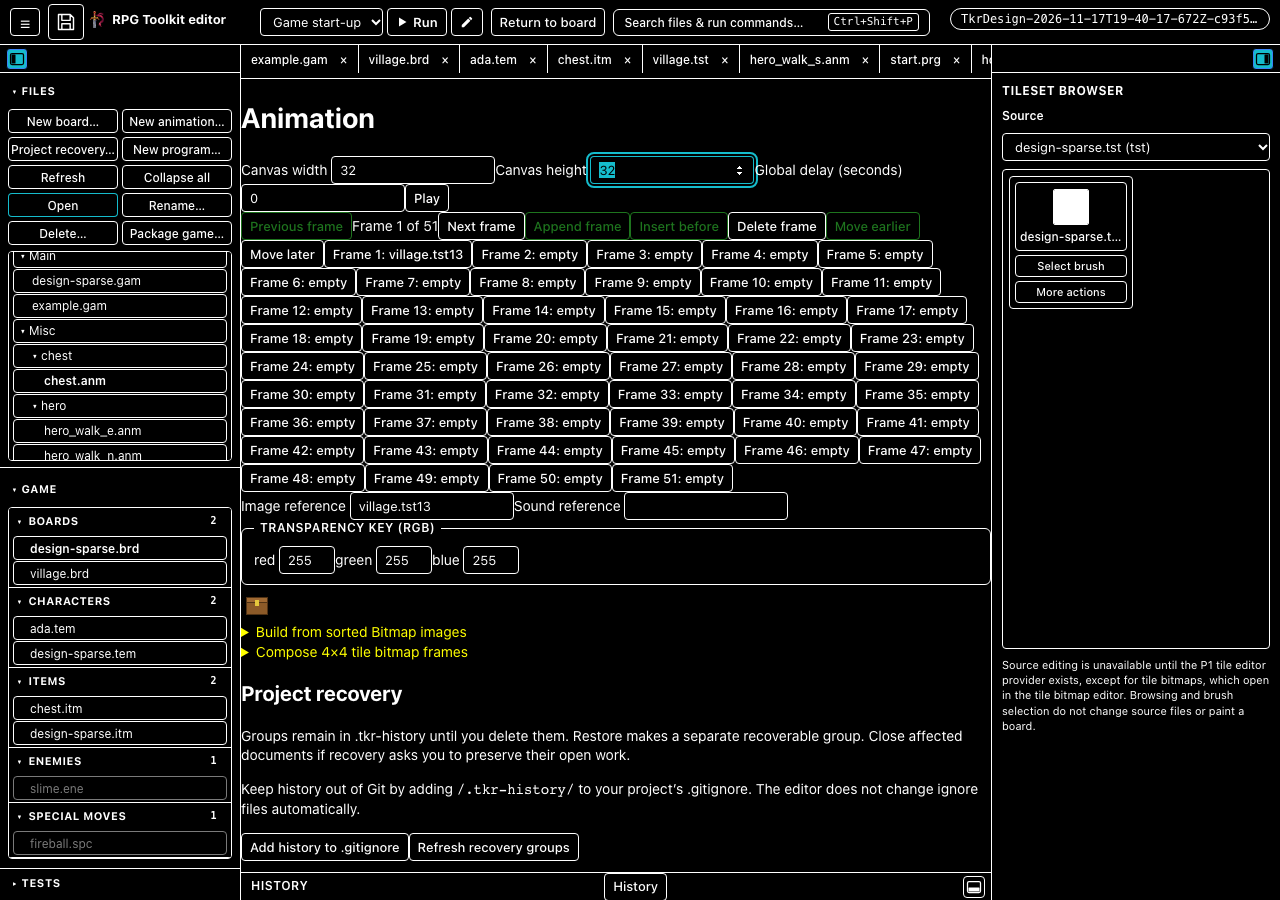 RPG Toolkit editor
Game start-up
Run
Return to board
Search files & run commands...
Ctrl+Shift+P
TkrDesign-2026-11-17T19-40-17-672Z-c93f5…
example.gam ×
village.brd ×
ada.tem ×
chest.itm ×
village.tst ×
hero_walk_s.anm ×
start.prg ×
FILES
New board...
New animation...
Project recovery...
New program...
Refresh
Collapse all
Open
Rename...
Delete...
Package game...
Main
design-sparse.gam
example.gam
Misc
chest
chest.anm
hero
hero_walk_e.anm
hero_walk_n.anm
GAME
BOARDS 2
design-sparse.brd
village.brd
CHARACTERS 2
ada.tem
design-sparse.tem
ITEMS 2
chest.itm
design-sparse.itm
ENEMIES 1
slime.ene
SPECIAL MOVES 1
fireball.spc
TESTS
Animation
Canvas width 32 Canvas height 32 Global delay (seconds)
0 Play
Previous frame Frame 1 of 51 Next frame Append frame Insert before Delete frame Move earlier
Move later Frame 1: village.tst13 Frame 2: empty Frame 3: empty Frame 4: empty Frame 5: empty
Frame 6: empty Frame 7: empty Frame 8: empty Frame 9: empty Frame 10: empty Frame 11: empty
Frame 12: empty Frame 13: empty Frame 14: empty Frame 15: empty Frame 16: empty Frame 17: empty
Frame 18: empty Frame 19: empty Frame 20: empty Frame 21: empty Frame 22: empty Frame 23: empty
Frame 24: empty Frame 25: empty Frame 26: empty Frame 27: empty Frame 28: empty Frame 29: empty
Frame 30: empty Frame 31: empty Frame 32: empty Frame 33: empty Frame 34: empty Frame 35: empty
Frame 36: empty Frame 37: empty Frame 38: empty Frame 39: empty Frame 40: empty Frame 41: empty
Frame 42: empty Frame 43: empty Frame 44: empty Frame 45: empty Frame 46: empty Frame 47: empty
Frame 48: empty Frame 49: empty Frame 50: empty Frame 51: empty
Image reference village.tst13 Sound reference
TRANSPARENCY KEY (RGB)
red 255 green 255 blue 255
Build from sorted Bitmap images
Compose 4×4 tile bitmap frames
Project recovery
Groups remain in .tkr-history until you delete them. Restore makes a separate recoverable group. Close affected
documents if recovery asks you to preserve their open work.
Keep history out of Git by adding /.tkr-history/ to your project's .gitignore. The editor does not change ignore
files automatically.
Add history to .gitignore
Refresh recovery groups
HISTORY
History
TILESET BROWSER
Source
design-sparse.tst (tst)
design-sparse.t...
Select brush
More actions
Source editing is unavailable until the P1 tile editor
provider exists, except for tile bitmaps, which open
in the tile bitmap editor. Browsing and brush
selection do not change source files or paint a
board.